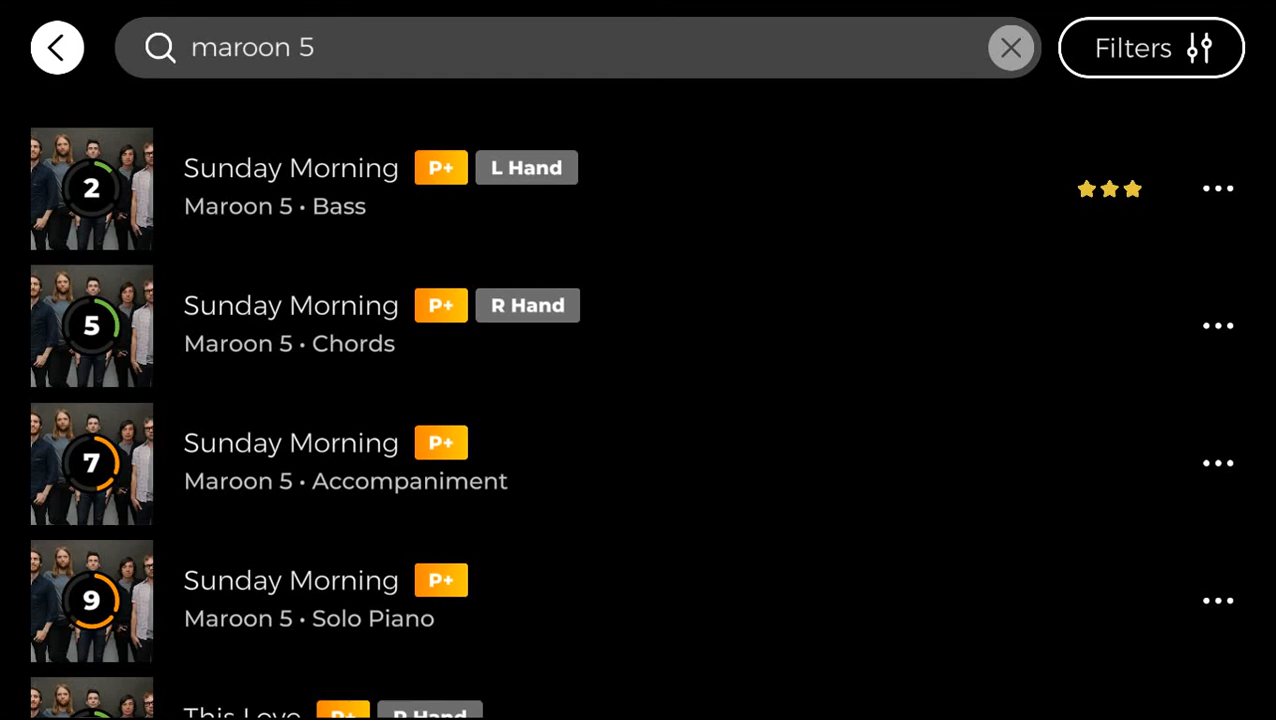 maroon 5
Filters
2
Sunday Morning P+ L Hand
Maroon 5 • Bass
5
Sunday Morning P+ R Hand
Maroon 5 • Chords
7
Sunday Morning P+
Maroon 5 • Accompaniment
9
Sunday Morning P+
Maroon 5 • Solo Piano
This Love P+ R Hand